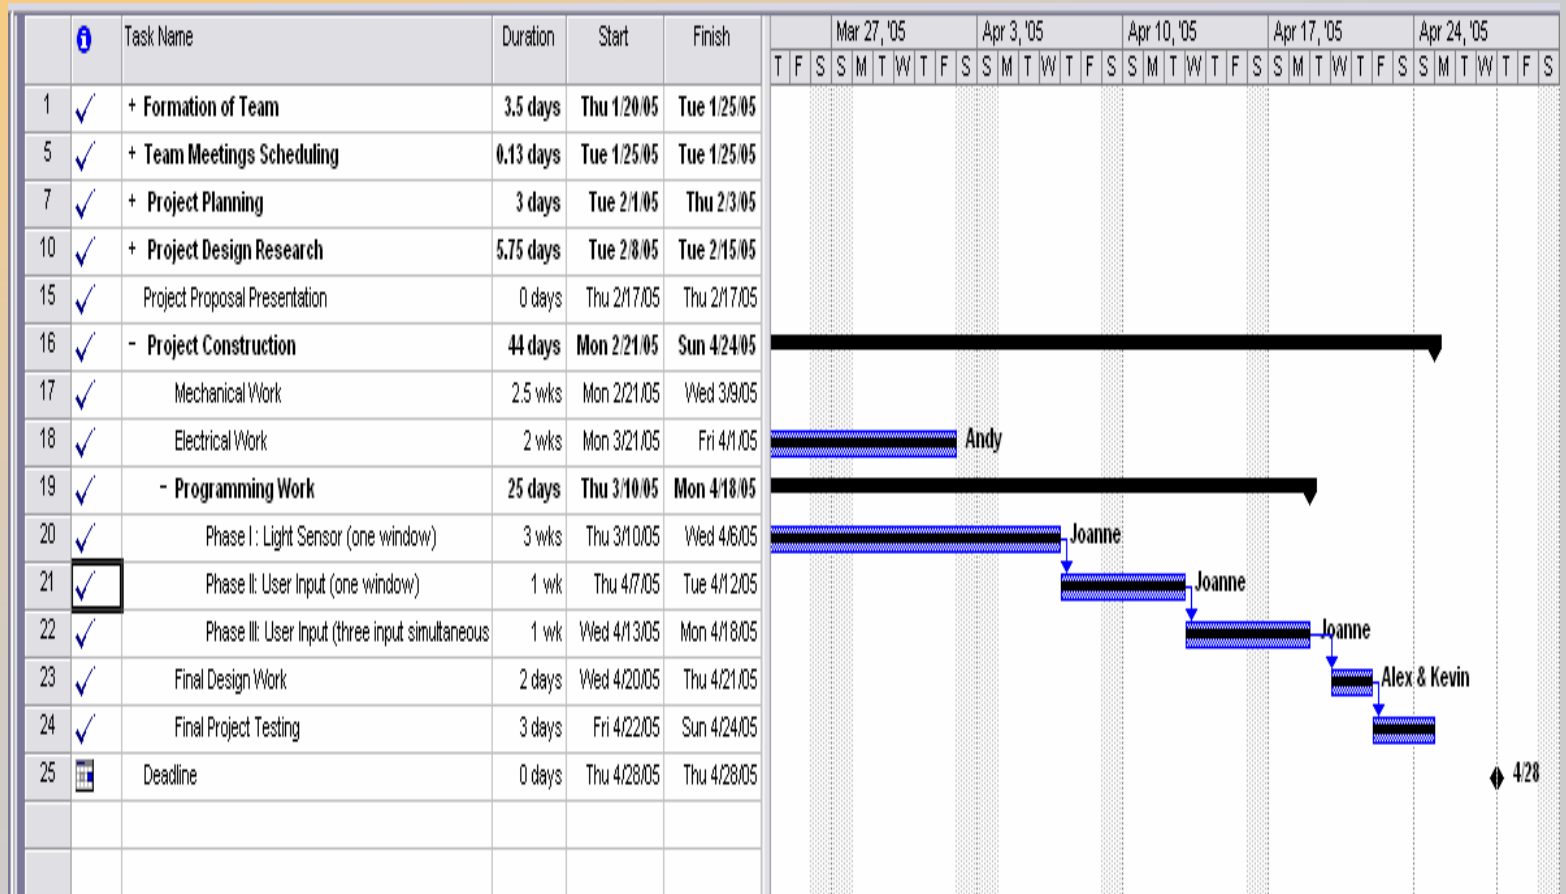 Task Name Duration Start Finish Mar 27, '05 Apr 3, '05 Apr 10, '05 Apr 17, '05 Apr 24, '05
T F S S M T W T F S S M T W T F S S M T W T F S S M T W T F S S M T W T F S
1 + Formation of Team 3.5 days Thu 1/20/05 Tue 1/25/05
5 + Team Meetings Scheduling 0.13 days Tue 1/25/05 Tue 1/25/05
7 + Project Planning 3 days Tue 2/1/05 Thu 2/3/05
10 + Project Design Research 5.75 days Tue 2/8/05 Tue 2/15/05
15 Project Proposal Presentation 0 days Thu 2/17/05 Thu 2/17/05
16 - Project Construction 44 days Mon 2/21/05 Sun 4/24/05
17 Mechanical Work 2.5 wks Mon 2/21/05 Wed 3/9/05
18 Electrical Work 2 wks Mon 3/21/05 Fri 4/1/05 Andy
19 - Programming Work 25 days Thu 3/10/05 Mon 4/18/05
20 Phase I : Light Sensor (one window) 3 wks Thu 3/10/05 Wed 4/6/05 Joanne
21 Phase II: User Input (one window) 1 wk Thu 4/7/05 Tue 4/12/05 Joanne
22 Phase III: User Input (three input simultaneous 1 wk Wed 4/13/05 Mon 4/18/05 Joanne
23 Final Design Work 2 days Wed 4/20/05 Thu 4/21/05 Alex & Kevin
24 Final Project Testing 3 days Fri 4/22/05 Sun 4/24/05
25 Deadline 0 days Thu 4/28/05 Thu 4/28/05 4/28